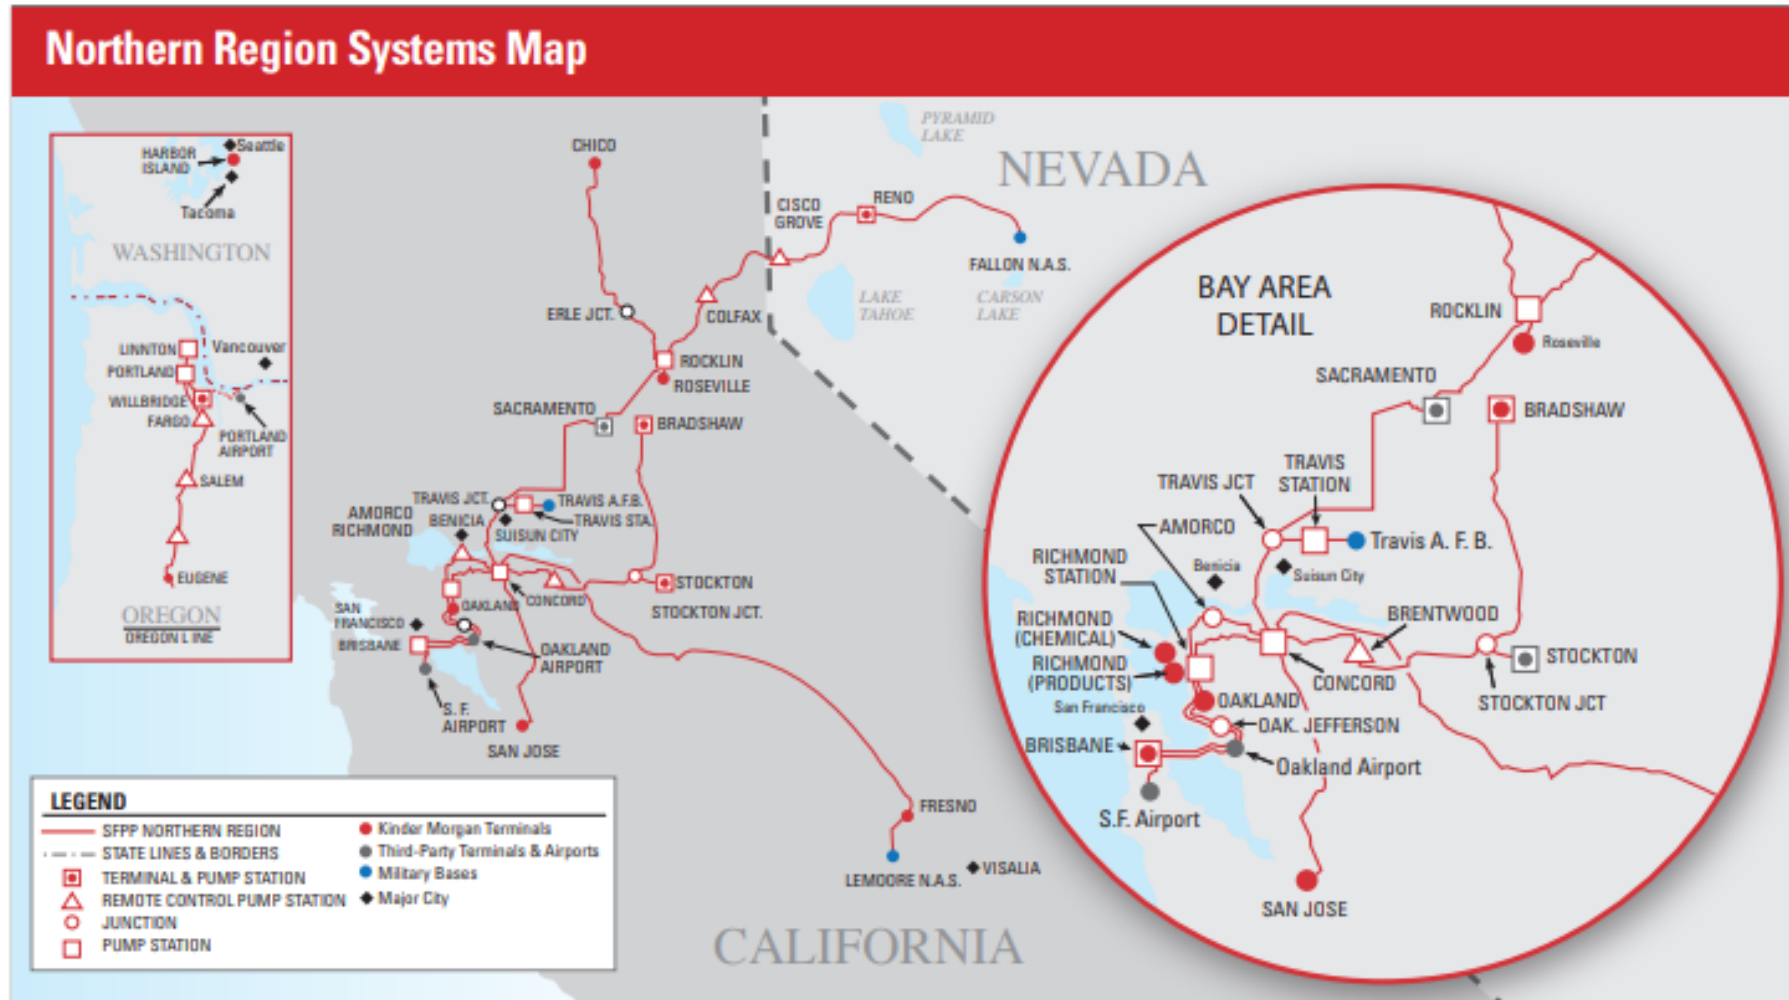 Northern Region Systems Map
Seattle
HARBOR
ISLAND
Tacoma
WASHINGTON
LINNTON
Vancouver
PORTLAND
WILLBRIDGE
FARGO
PORTLAND
AIRPORT
SALEM
EUGENE
OREGON
OREGON LINE
CHICO
PYRAMID
LAKE
NEVADA
CISCO
GROVE
RENO
FALLON N.A.S.
LAKE
TAHOE
CARSON
LAKE
ERLE JCT.
COLFAX
ROCKLIN
ROSEVILLE
SACRAMENTO
BRADSHAW
TRAVIS JCT.
TRAVIS A.F.B.
TRAVIS STA.
AMORCO
RICHMOND
BENICIA
SUISUN CITY
STOCKTON
STOCKTON JCT.
CONCORD
OAKLAND
SAN
FRANCISCO
BRISBANE
OAKLAND
AIRPORT
S. F.
AIRPORT
SAN JOSE
FRESNO
LEMOORE N.A.S.
VISALIA
CALIFORNIA
BAY AREA
DETAIL
ROCKLIN
Roseville
SACRAMENTO
BRADSHAW
TRAVIS
STATION
TRAVIS JCT
AMORCO
Travis A. F. B.
RICHMOND
STATION
Benicia
Suisun City
RICHMOND
(CHEMICAL)
BRENTWOOD
RICHMOND
(PRODUCTS)
STOCKTON
CONCORD
STOCKTON JCT
San Francisco
OAKLAND
OAK. JEFFERSON
BRISBANE
Oakland Airport
S.F. Airport
SAN JOSE
LEGEND
SFPP NORTHERN REGION
STATE LINES & BORDERS
TERMINAL & PUMP STATION
REMOTE CONTROL PUMP STATION
JUNCTION
PUMP STATION
Kinder Morgan Terminals
Third-Party Terminals & Airports
Military Bases
Major City